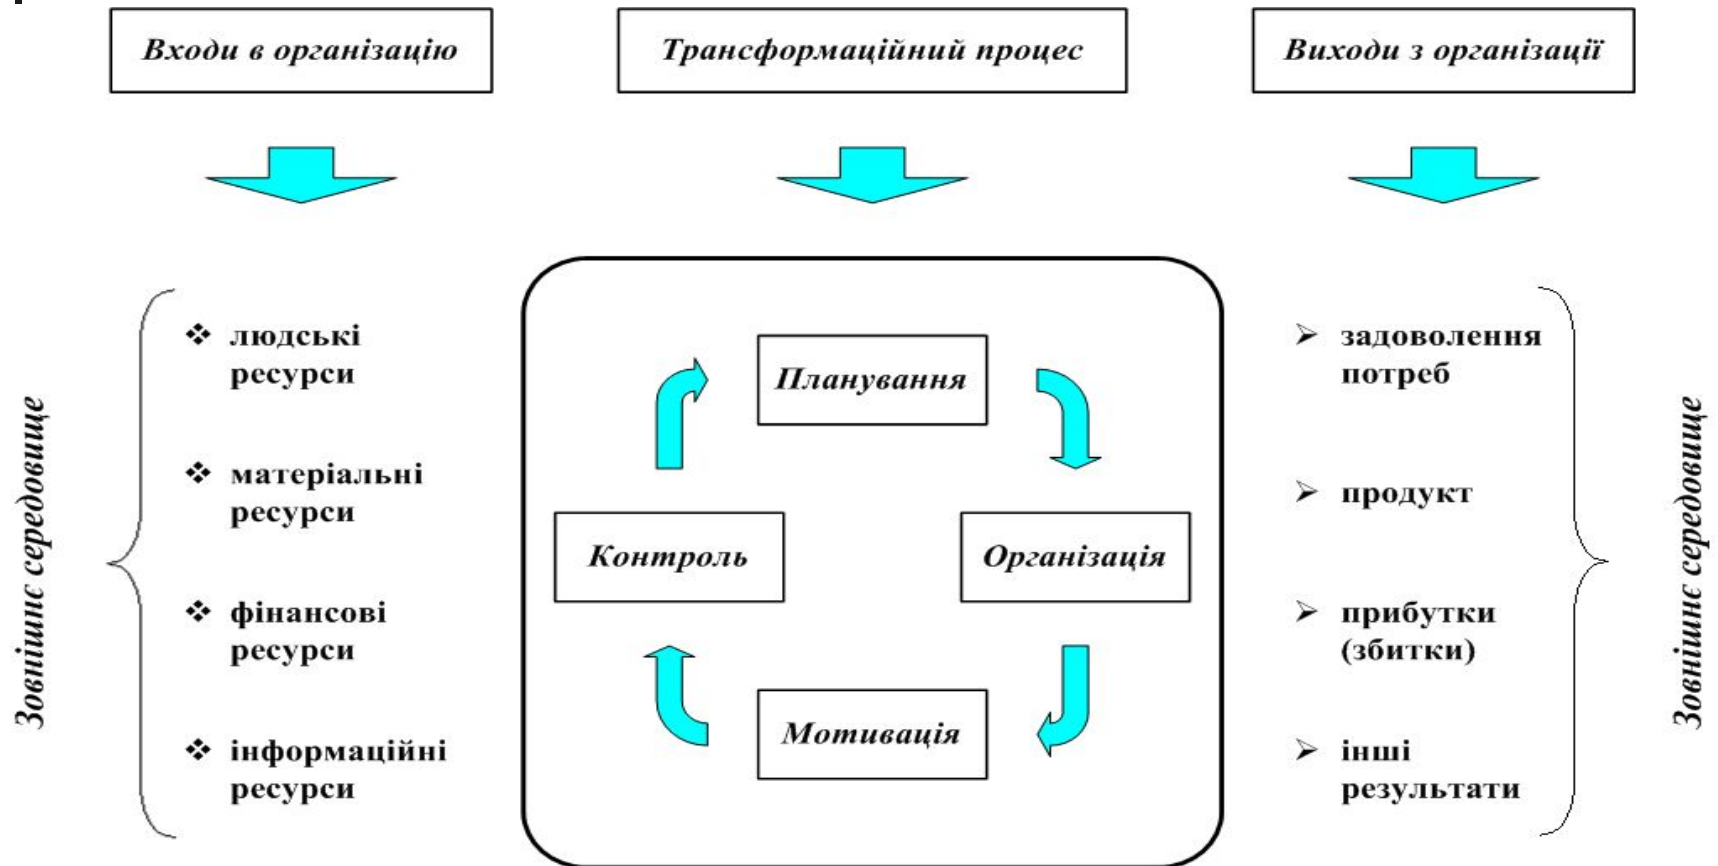 Входи в організацію
Трансформаційний процес
Виходи з організації
Зовнішнє середовище
людські
ресурси
матеріальні
ресурси
фінансові
ресурси
інформаційні
ресурси
Планування
Контроль
Організація
Мотивація
задоволення
потреб
продукт
прибутки
(збитки)
інші
результати
Зовнішнє середовище